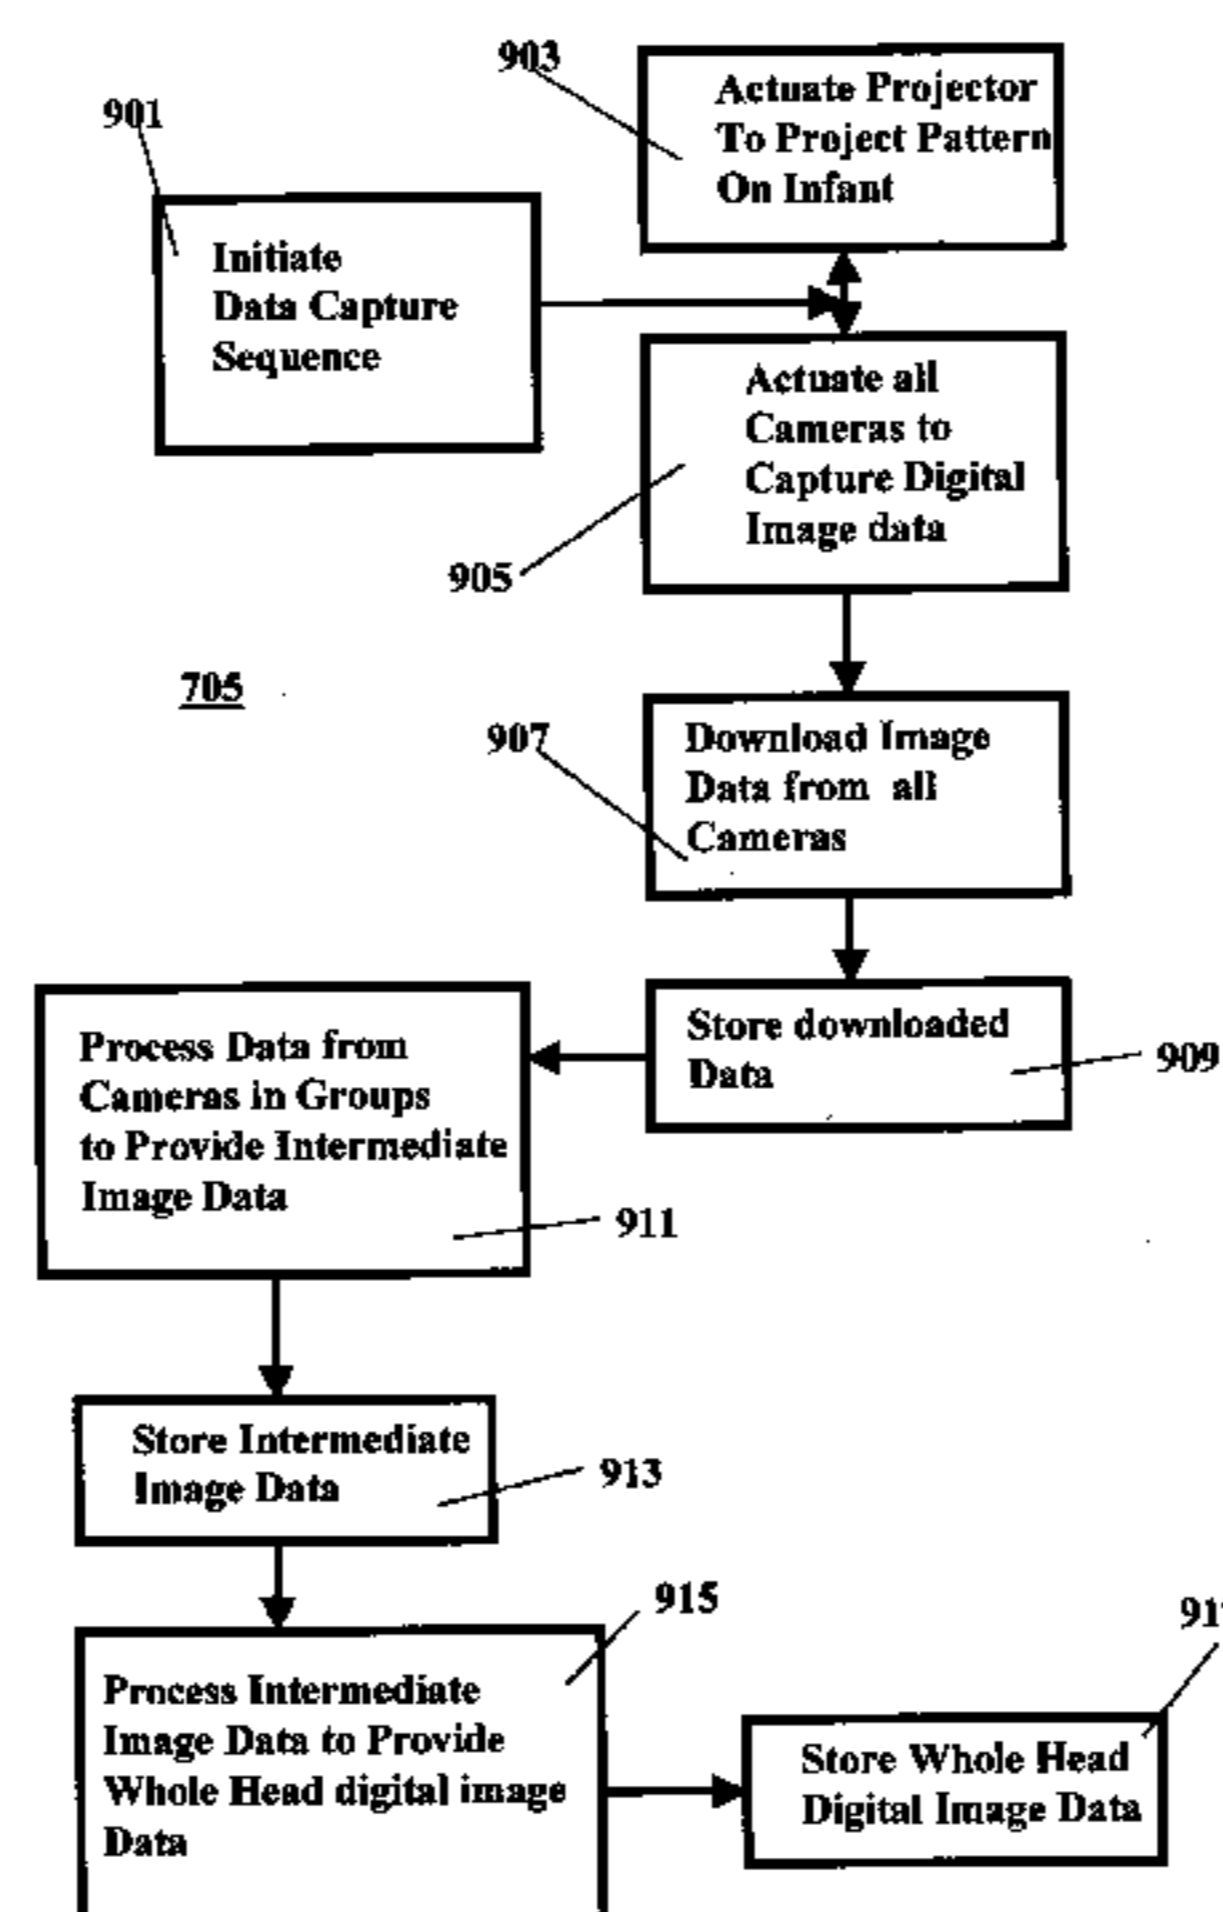 903
Actuate Projector
To Project Pattern
On Infant
901
Initiate
Data Capture
Sequence
Actuate all
Cameras to
Capture Digital
Image data
905
705
907
Download Image
Data from all
Cameras
Store downloaded
Data
909
Process Data from
Cameras in Groups
to Provide Intermediate
Image Data
911
Store Intermediate
Image Data
913
915
Process Intermediate
Image Data to Provide
Whole Head digital image
Data
Store Whole Head
Digital Image Data